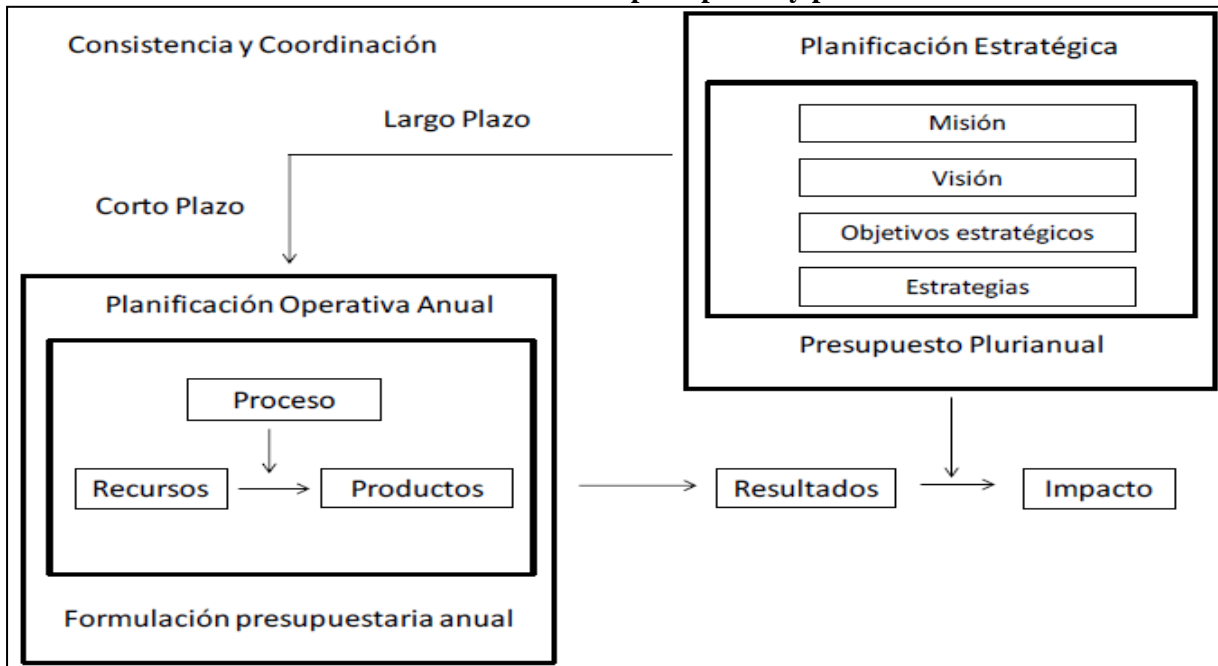 Consistencia y Coordinación
Planificación Estratégica
Misión
Visión
Objetivos estratégicos
Estrategias
Presupuesto Plurianual
Largo Plazo
Corto Plazo
Planificación Operativa Anual
Proceso
Recursos
Productos
Formulación presupuestaria anual
Resultados
Impacto